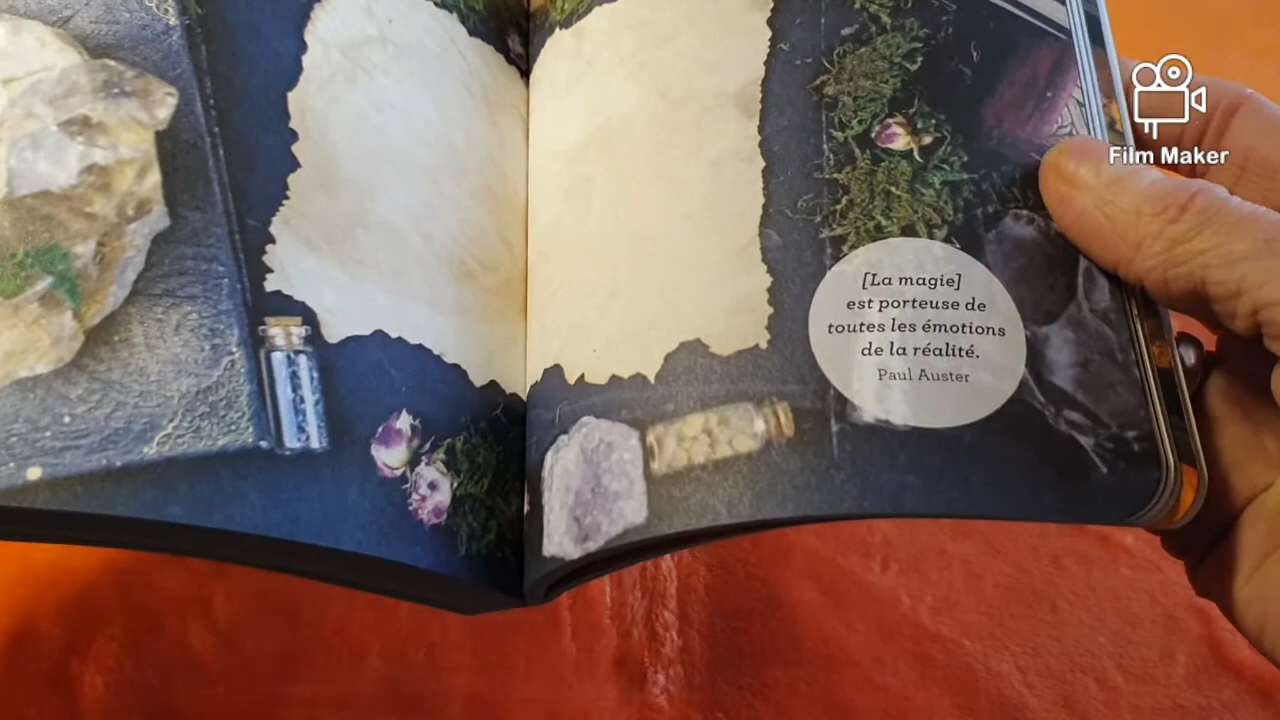 Film Maker
[La magie]
est porteuse de
toutes les émotions
de la réalité.
Paul Auster